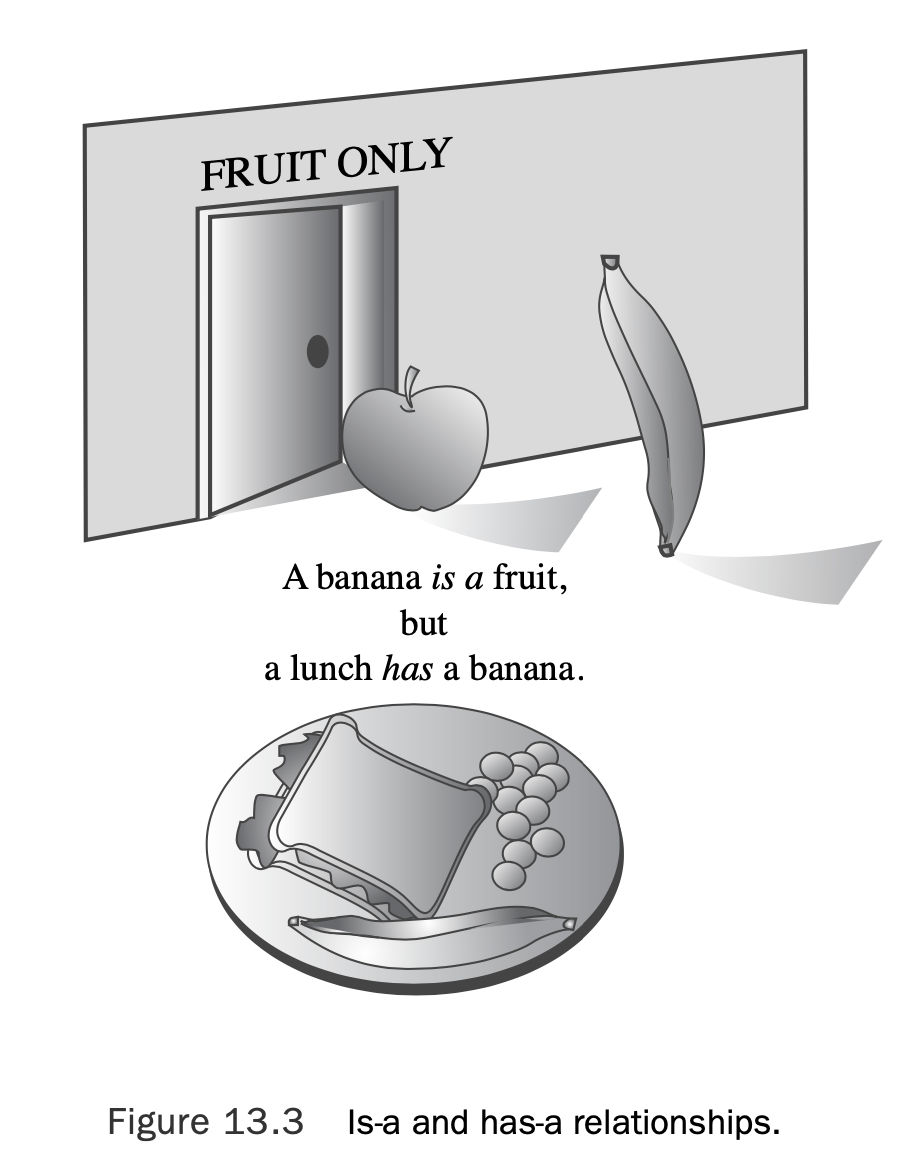 FRUIT ONLY
A banana is a fruit,
but
a lunch has a banana.
Figure 13.3 Is-a and has-a relationships.